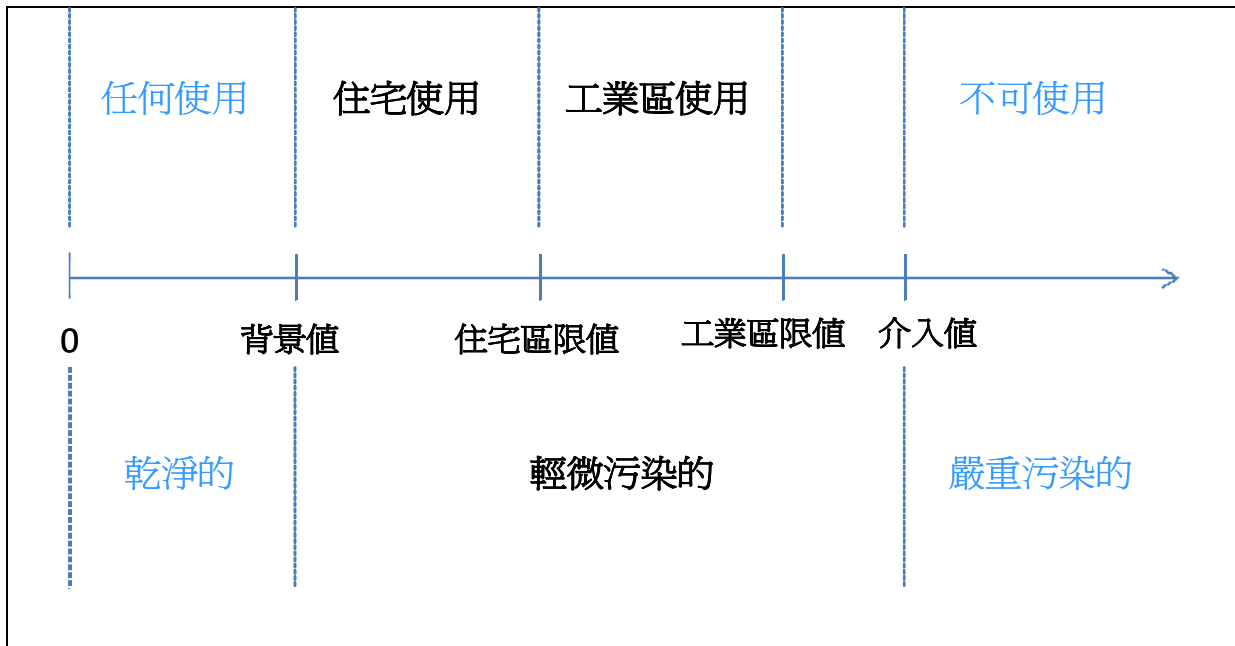 任何使用 住宅使用 工業區使用 不可使用
0 背景值 住宅區限值 工業區限值 介入值
乾淨的 輕微污染的 嚴重污染的